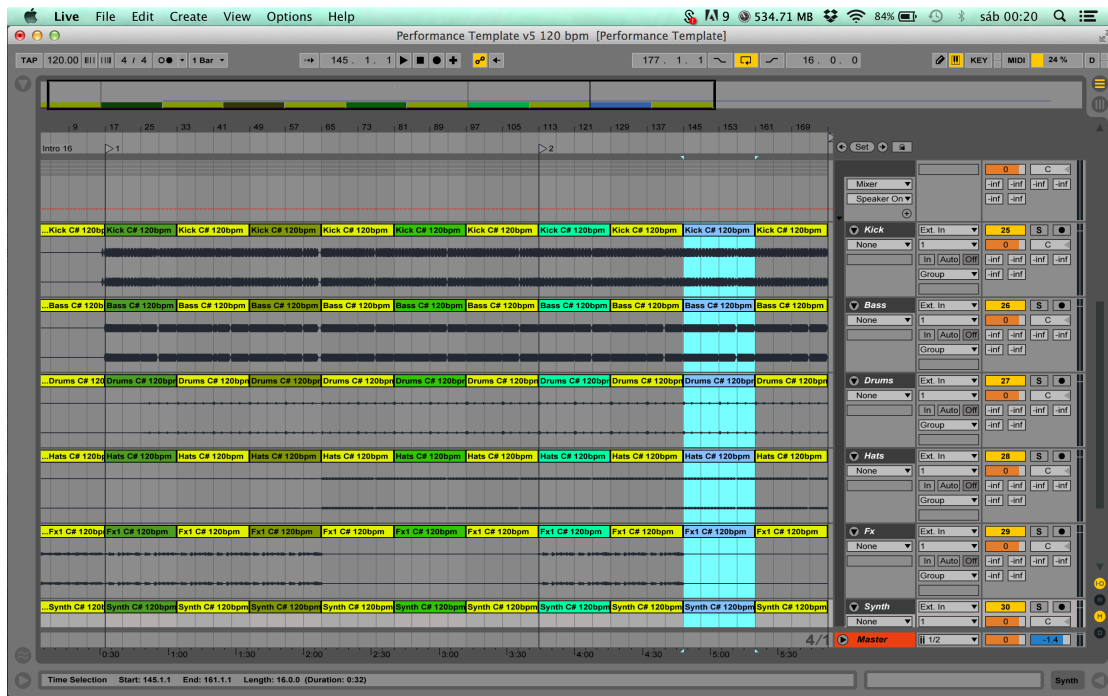 Live File Edit Create View Options Help 9 534.71 MB 84% sáb 00:20
Performance Template v5 120 bpm [Performance Template]
TAP 120.00 4 / 4 1 Bar 145 . 1 . 1 177 . 1 . 1 16 . 0 . 0 KEY MIDI 24 % D
9 17 25 33 41 49 57 65 73 81 89 97 105 113 121 129 137 145 153 161 169
Intro 16 1 2 Set
0 C
Mixer -inf -inf -inf -inf
Speaker On -inf -inf
...Kick C# 120bp Kick C# 120bpm Kick C# 120bpm Kick C# 120bpm Kick C# 120bpm Kick C# 120bpm Kick C# 120bpm Kick C# 120bpm Kick C# 120bpm Kick C# 120bpm Kick C# 120bpm Kick Ext. In 25 S
None 1 0 C
In Auto Off -inf -inf -inf -inf
Group -inf -inf
...Bass C# 120b Bass C# 120bpm Bass C# 120bpm Bass C# 120bpm Bass C# 120bpm Bass C# 120bpm Bass C# 120bpm Bass C# 120bpm Bass C# 120bpm Bass C# 120bpm Bass C# 120bpm Bass Ext. In 26 S
None 1 0 C
In Auto Off -inf -inf -inf -inf
Group -inf -inf
...Drums C# 120 Drums C# 120bpm Drums C# 120bpm Drums C# 120bpm Drums C# 120bpm Drums C# 120bpm Drums C# 120bpm Drums C# 120bpm Drums C# 120bpm Drums C# 120bpm Drums C# 120bpm Drums Ext. In 27 S
None 1 0 C
In Auto Off -inf -inf -inf -inf
Group -inf -inf
...Hats C# 120bp Hats C# 120bpm Hats C# 120bpm Hats C# 120bpm Hats C# 120bpm Hats C# 120bpm Hats C# 120bpm Hats C# 120bpm Hats C# 120bpm Hats C# 120bpm Hats C# 120bpm Hats Ext. In 28 S
None 1 0 C
In Auto Off -inf -inf -inf -inf
Group -inf -inf
...Fx1 C# 120bp Fx1 C# 120bpm Fx1 C# 120bpm Fx1 C# 120bpm Fx1 C# 120bpm Fx1 C# 120bpm Fx1 C# 120bpm Fx1 C# 120bpm Fx1 C# 120bpm Fx1 C# 120bpm Fx1 C# 120bpm Fx Ext. In 29 S
None 1 0 C
In Auto Off -inf -inf -inf -inf
Group -inf -inf
...Synth C# 120 Synth C# 120bpm Synth C# 120bpm Synth C# 120bpm Synth C# 120bpm Synth C# 120bpm Synth C# 120bpm Synth C# 120bpm Synth C# 120bpm Synth C# 120bpm Synth C# 120bpm Synth Ext. In 30 S
None 1 0 C
4/1 Master 1/2 0 -1.4
0:30 1:00 1:30 2:00 2:30 3:00 3:30 4:00 4:30 5:00 5:30
Time Selection Start: 145.1.1 End: 161.1.1 Length: 16.0.0 (Duration: 0:32) Synth